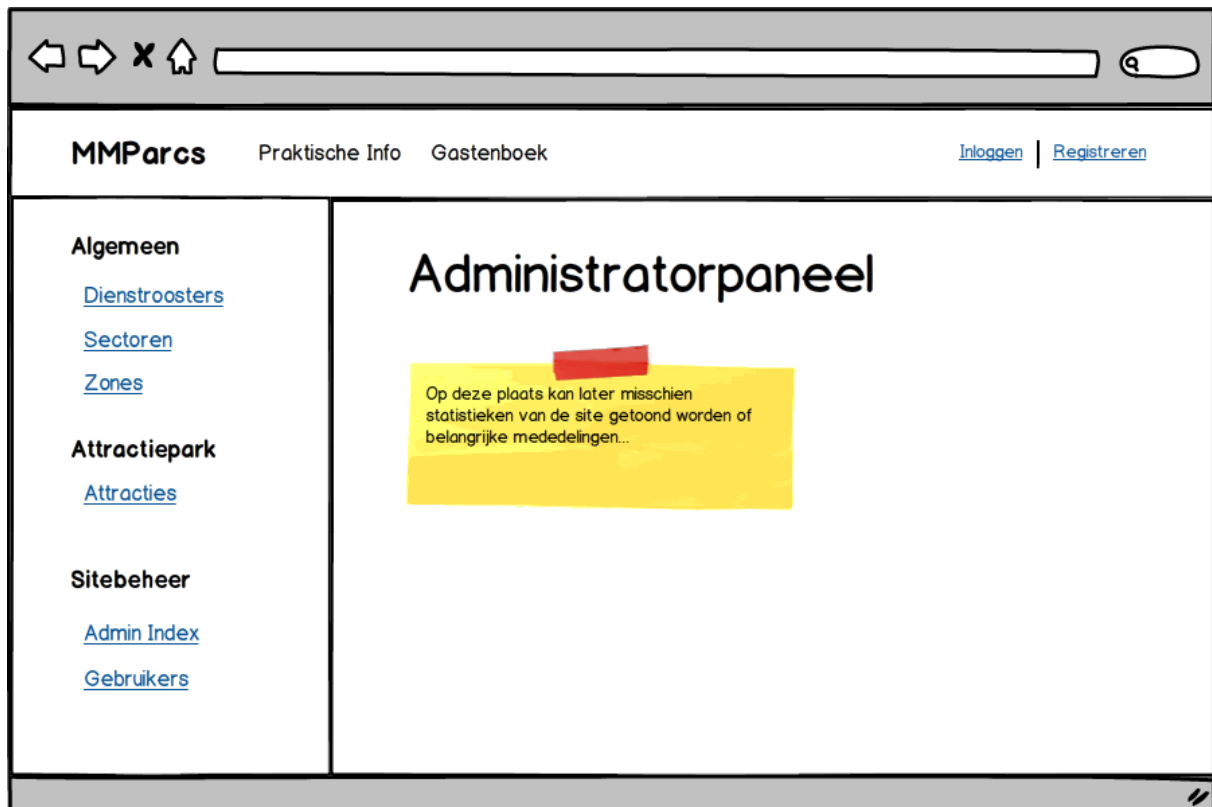 MMParcs Praktische Info Gastenboek Inloggen Registreren
Algemeen
Dienstroosters
Sectoren
Zones
Attractiepark
Attracties
Sitebeheer
Admin Index
Gebruikers
Administratorpaneel
Op deze plaats kan later misschien
statistieken van de site getoond worden of
belangrijke mededelingen...